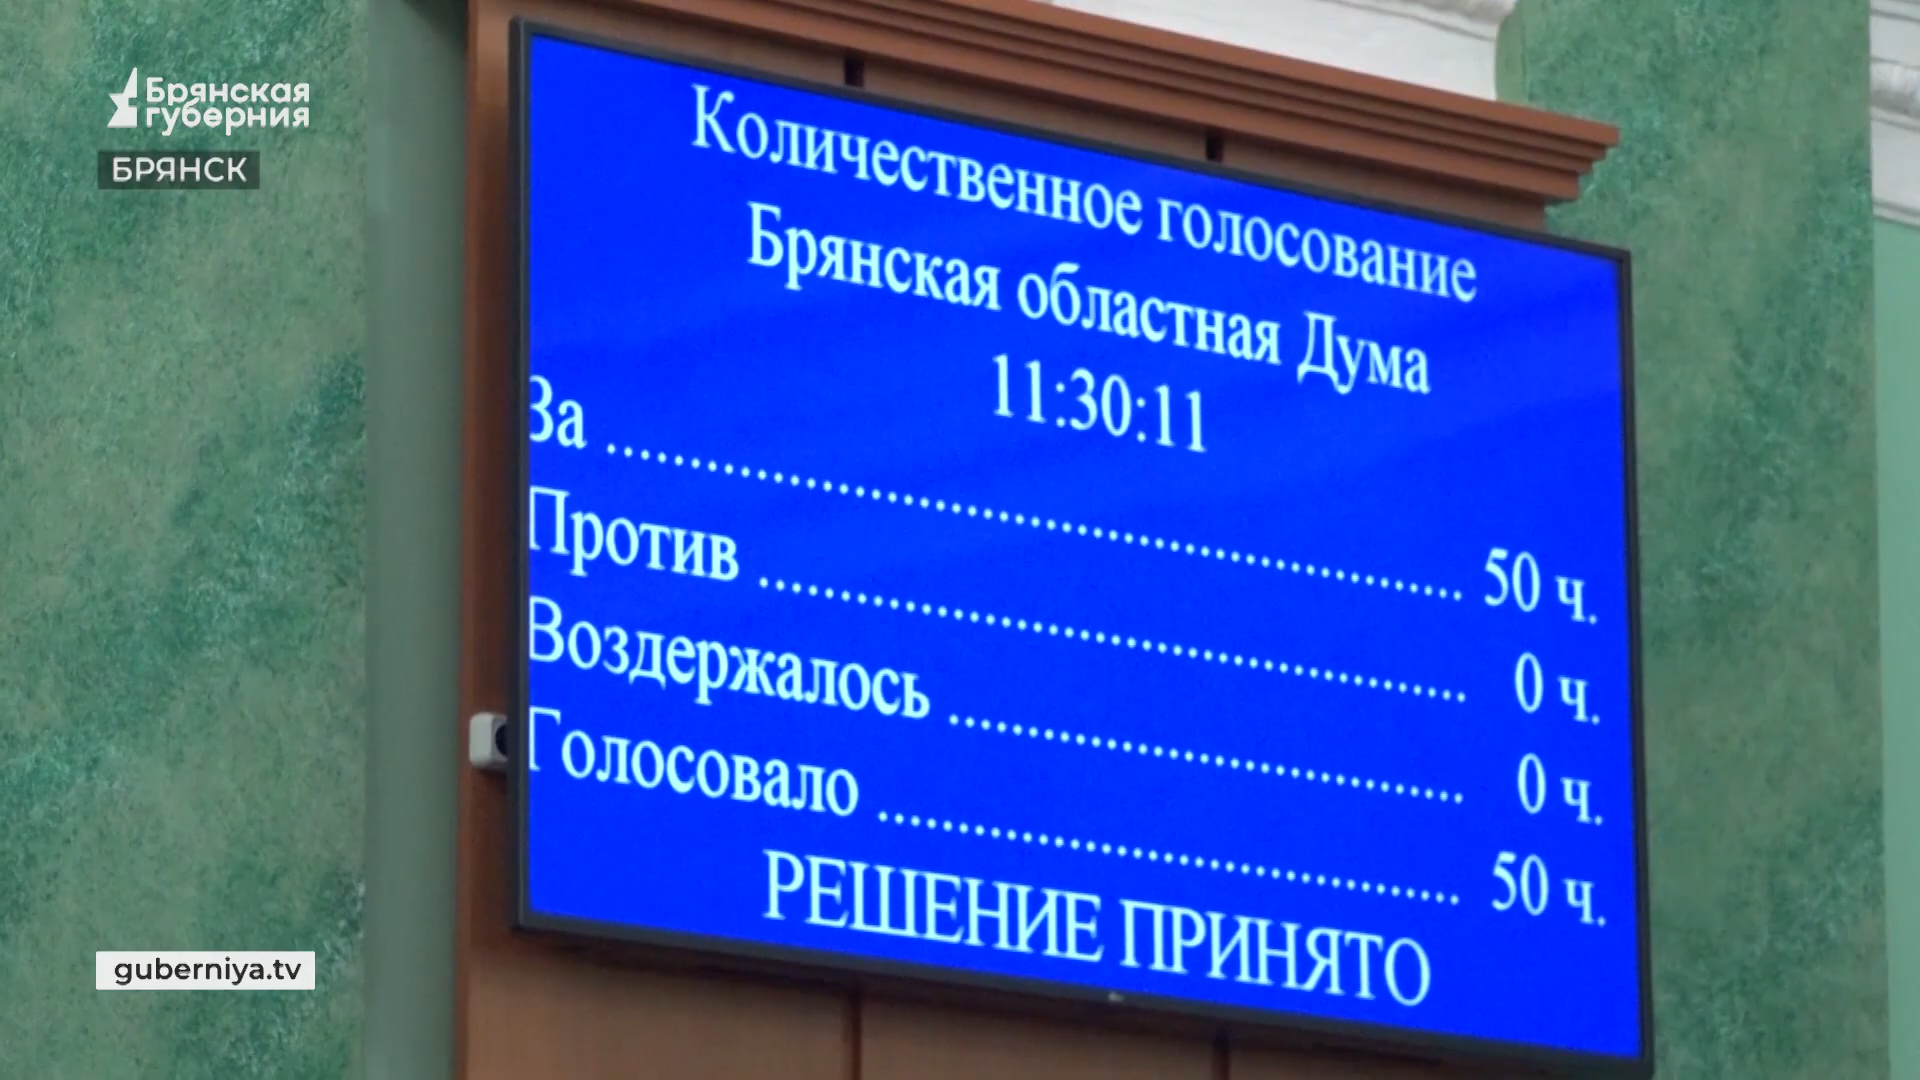 Брянская
губерния
БРЯНСК
Количественное голосование
Брянская областная Дума
11:30:11
За ........................................................... 50 ч.
Против ................................................. 0 ч.
Воздержалось .................................... 0 ч.
Голосовало ......................................... 50 ч.
РЕШЕНИЕ ПРИНЯТО
guberniya.tv